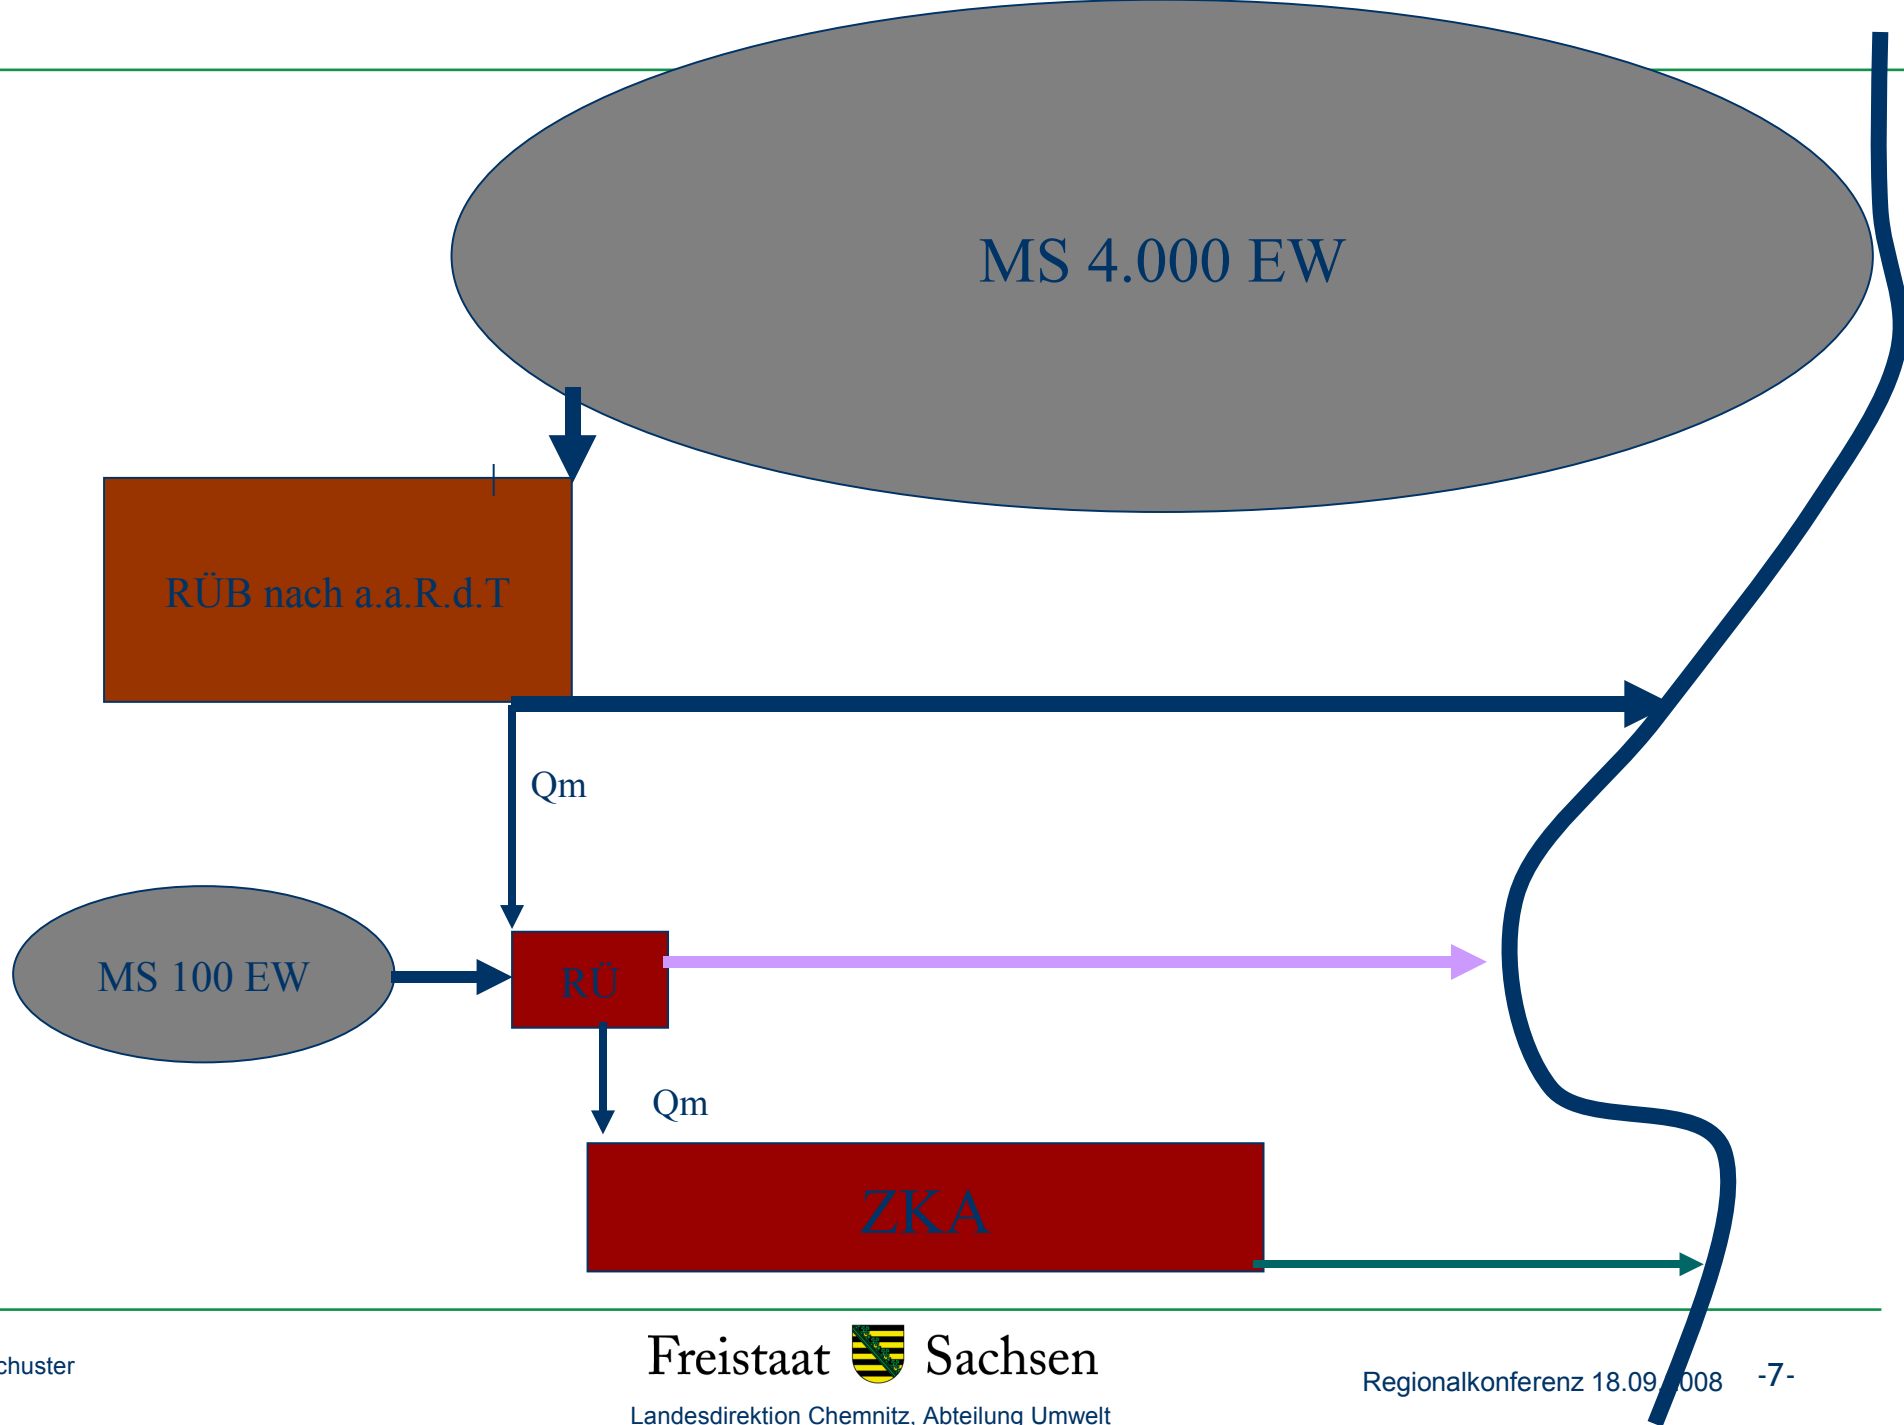 MS 4.000 EW
RÜB nach a.a.R.d.T
Qm
MS 100 EW
RÜ
Qm
ZKA
chuster
Freistaat Sachsen
Landesdirektion Chemnitz, Abteilung Umwelt
Regionalkonferenz 18.09.2008
-7-